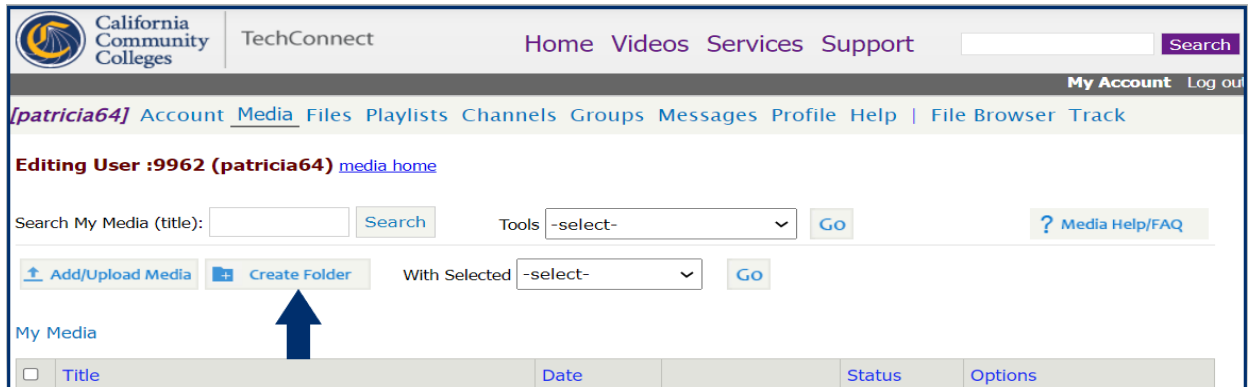 California
Community
Colleges
TechConnect
Home Videos Services Support
Search
My Account Log out
[patricia64] Account Media Files Playlists Channels Groups Messages Profile Help | File Browser Track
Editing User :9962 (patricia64) media home
Search My Media (title): Search Tools -select- Go ? Media Help/FAQ
Add/Upload Media Create Folder With Selected -select- Go
My Media
Title Date Status Options